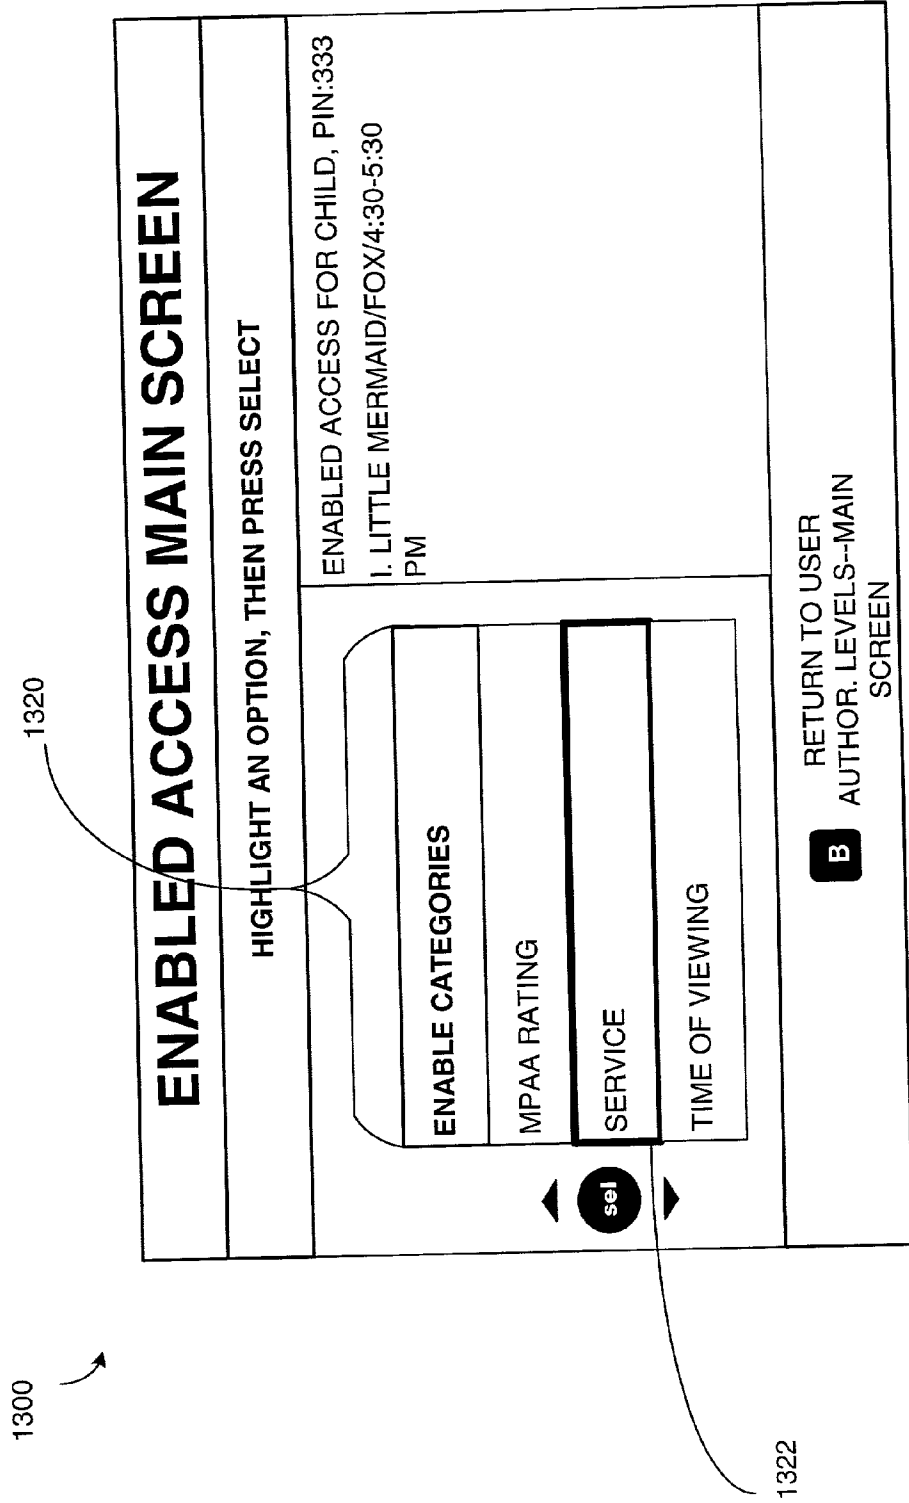 1300
1320
ENABLED ACCESS MAIN SCREEN
HIGHLIGHT AN OPTION, THEN PRESS SELECT
ENABLE CATEGORIES
MPAA RATING
sel
SERVICE
TIME OF VIEWING
ENABLED ACCESS FOR CHILD, PIN:333
I. LITTLE MERMAID/FOX/4:30-5:30
PM
B
RETURN TO USER
AUTHOR. LEVELS--MAIN
SCREEN
1322